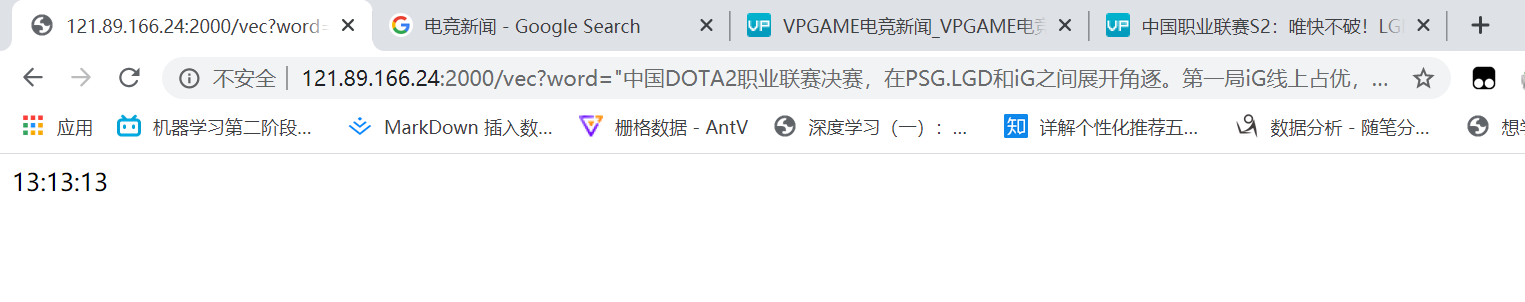 121.89.166.24:2000/vec?word= 电竞新闻 - Google Search VP VPGAME电竞新闻_VPGAME电竞 VP 中国职业联赛S2：唯快不破！LG
不安全 121.89.166.24:2000/vec?word="中国DOTA2职业联赛决赛，在PSG.LGD和iG之间展开角逐。第一局iG线上占优，...
应用 机器学习第二阶段... MarkDown 插入数... 栅格数据 - AntV 深度学习（一）：... 知 详解个性化推荐五... 数据分析 - 随笔分... 想
13:13:13